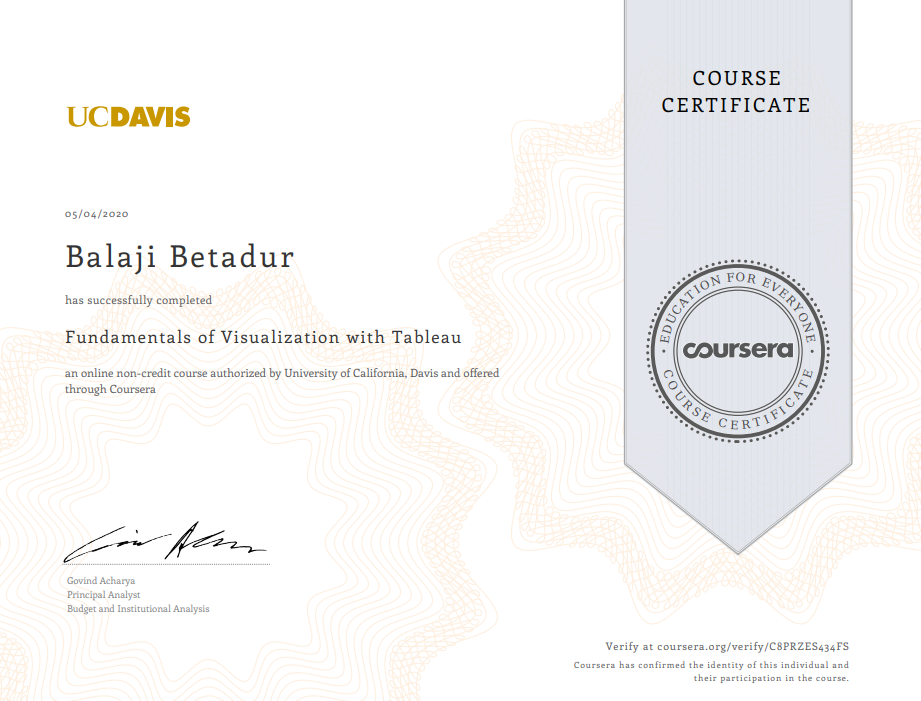 COURSE
CERTIFICATE
UCDAVIS
05/04/2020
Balaji Betadur
has successfully completed
Fundamentals of Visualization with Tableau
an online non-credit course authorized by University of California, Davis and offered
through Coursera
EDUCATION FOR EVERYONE
coursera
COURSE CERTIFICATE
Govind Acharya
Principal Analyst
Budget and Institutional Analysis
Verify at coursera.org/verify/C8PRZES434FS
Coursera has confirmed the identity of this individual and
their participation in the course.